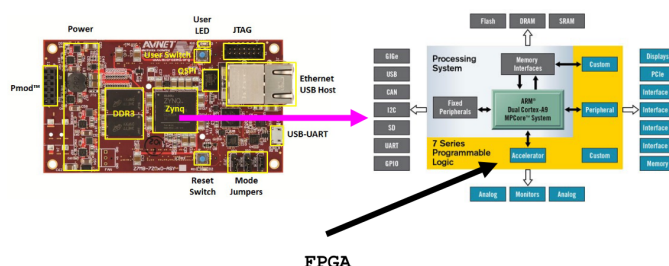 Power
User
LED
JTAG
AVNET
User Switch
QSPI
Pmod™
DDR3
Zynq
Ethernet
USB Host
USB-UART
Reset
Switch
Mode
Jumpers
Flash
DRAM
SRAM
GIGe
USB
CAN
I2C
SD
UART
GPIO
Processing
System
Memory
Interfaces
Fixed
Peripherals
ARM®
Dual Cortex-A9
MPCore™ System
7 Series
Programmable
Logic
Custom
Peripheral
Accelerator
Custom
Displays
PCIe
Interface
Interface
Interface
Interface
Memory
Analog
Monitors
Analog
FPGA